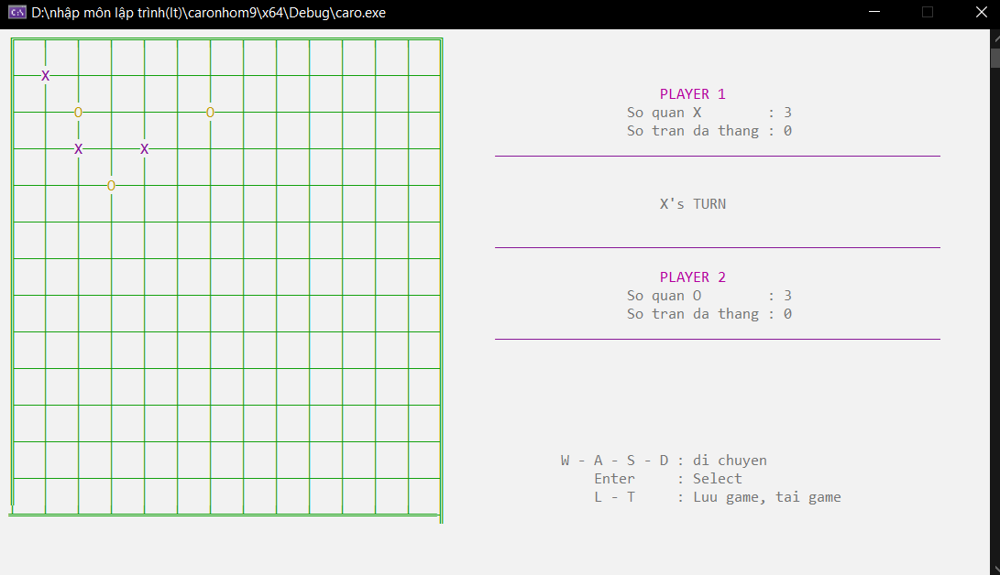 D:\nhập môn lập trình(lt)\caronhom9\x64\Debug\caro.exe
X
O O
X X
O
PLAYER 1
So quan X : 3
So tran da thang : 0
X's TURN
PLAYER 2
So quan O : 3
So tran da thang : 0
W - A - S - D : di chuyen
Enter : Select
L - T : Luu game, tai game